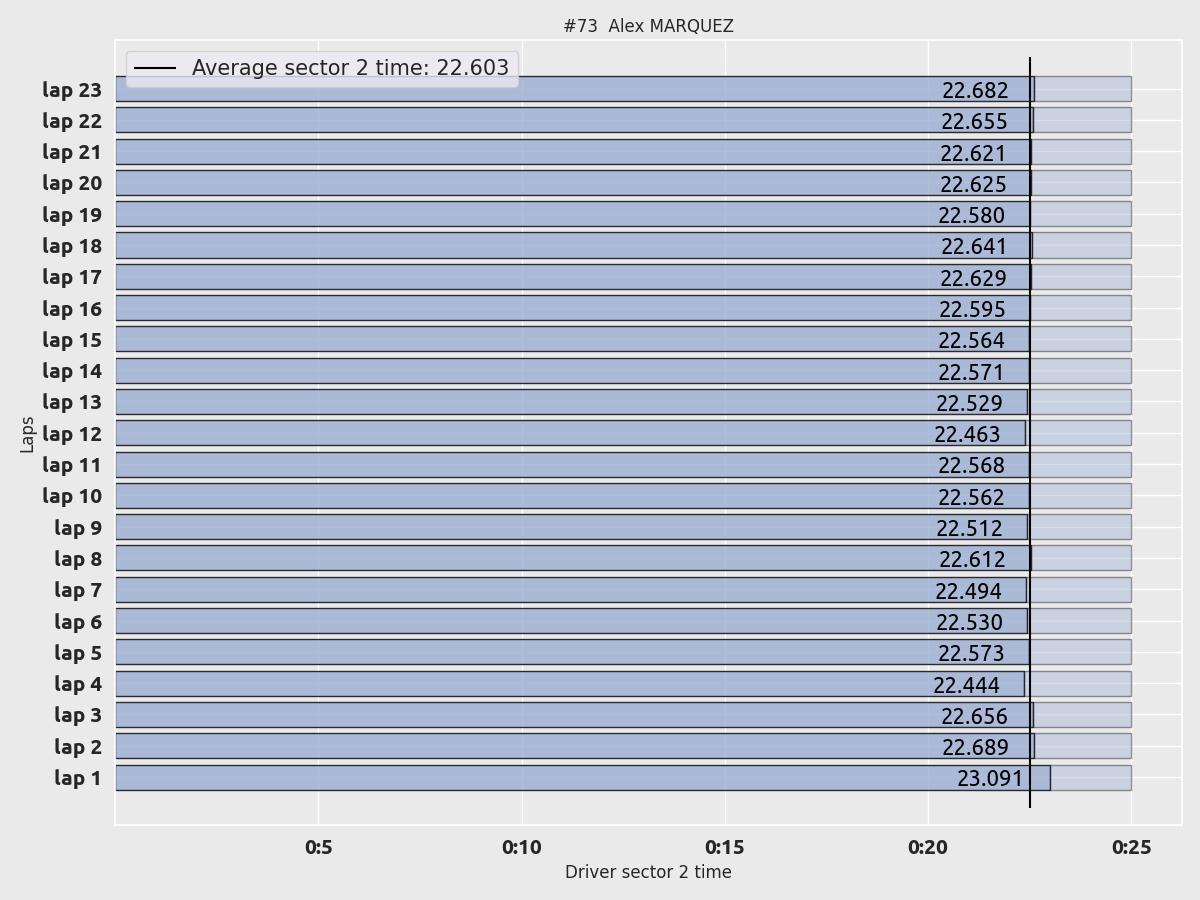 #73  Alex MARQUEZ
Average sector 2 time: 22.603
lap 23 22.682
lap 22 22.655
lap 21 22.621
lap 20 22.625
lap 19 22.580
lap 18 22.641
lap 17 22.629
lap 16 22.595
lap 15 22.564
lap 14 22.571
lap 13 22.529
lap 12 22.463
lap 11 22.568
lap 10 22.562
lap 9 22.512
lap 8 22.612
lap 7 22.494
lap 6 22.530
lap 5 22.573
lap 4 22.444
lap 3 22.656
lap 2 22.689
lap 1 23.091
Laps
0:5 0:10 0:15 0:20 0:25
Driver sector 2 time